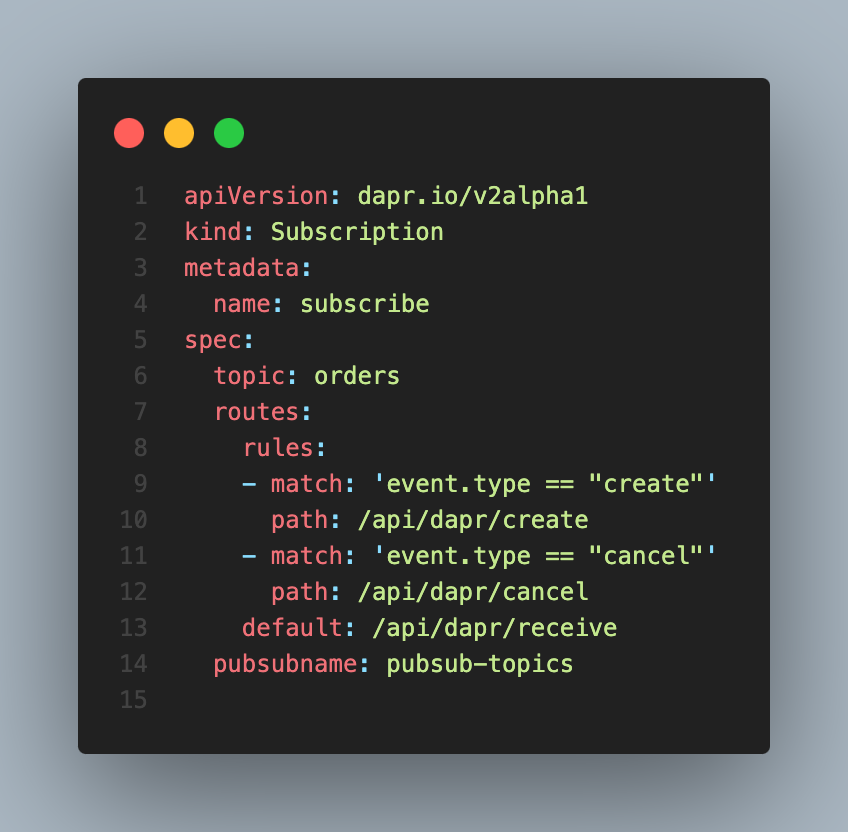 1 apiVersion: dapr.io/v2alpha1
2 kind: Subscription
3 metadata:
4   name: subscribe
5 spec:
6   topic: orders
7   routes:
8     rules:
9     - match: 'event.type == "create"'
10       path: /api/dapr/create
11     - match: 'event.type == "cancel"'
12       path: /api/dapr/cancel
13     default: /api/dapr/receive
14   pubsubname: pubsub-topics
15